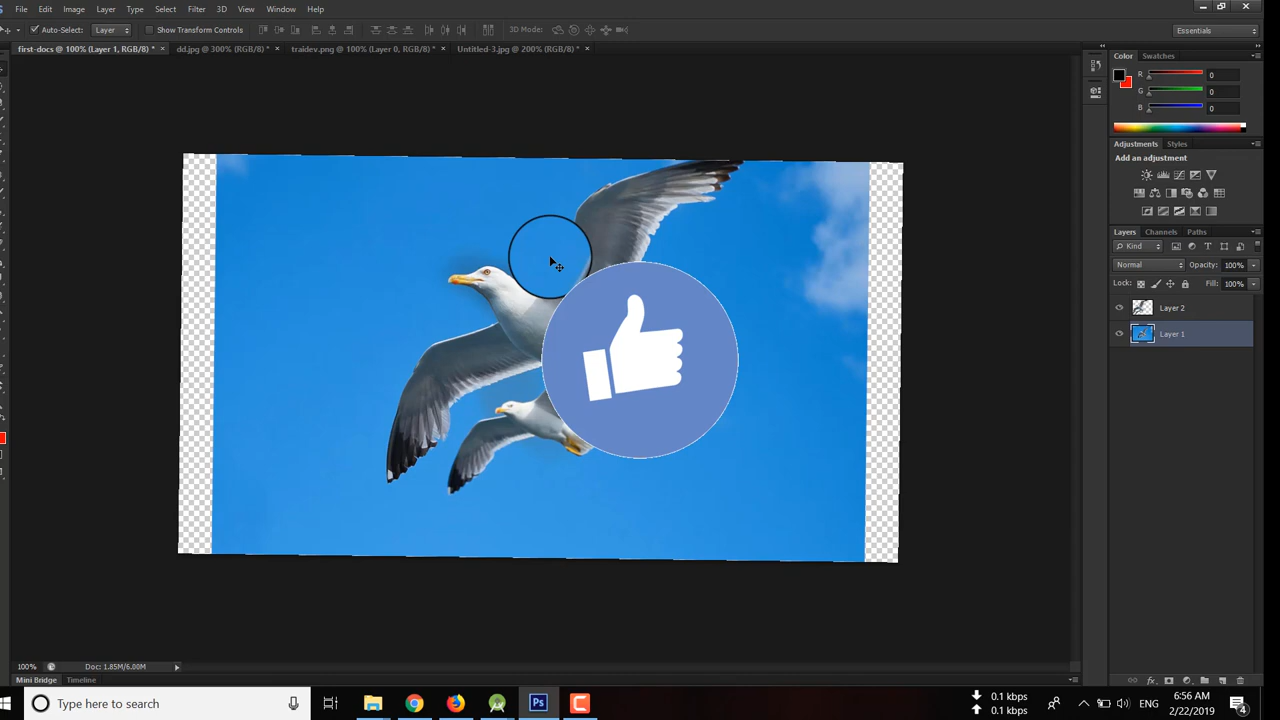 File Edit Image Layer Type Select Filter 3D View Window Help
Auto-Select: Layer Show Transform Controls 3D Mode: Essentials
first-docs @ 100% (Layer 1, RGB/8) * × dd.jpg @ 300% (RGB/8) * × traidev.png @ 100% (Layer 0, RGB/8) * × Untitled-3.jpg @ 200% (RGB/8) * ×
Color Swatches
R 0
G 0
B 0
Adjustments Styles
Add an adjustment
Layers Channels Paths
Kind
Normal Opacity: 100%
Lock: Fill: 100%
Layer 2
Layer 1
100% Doc: 1.85M/6.00M
Mini Bridge Timeline
Type here to search
Ps
0.1 kbps
0.1 kbps
ENG
6:56 AM
2/22/2019
4